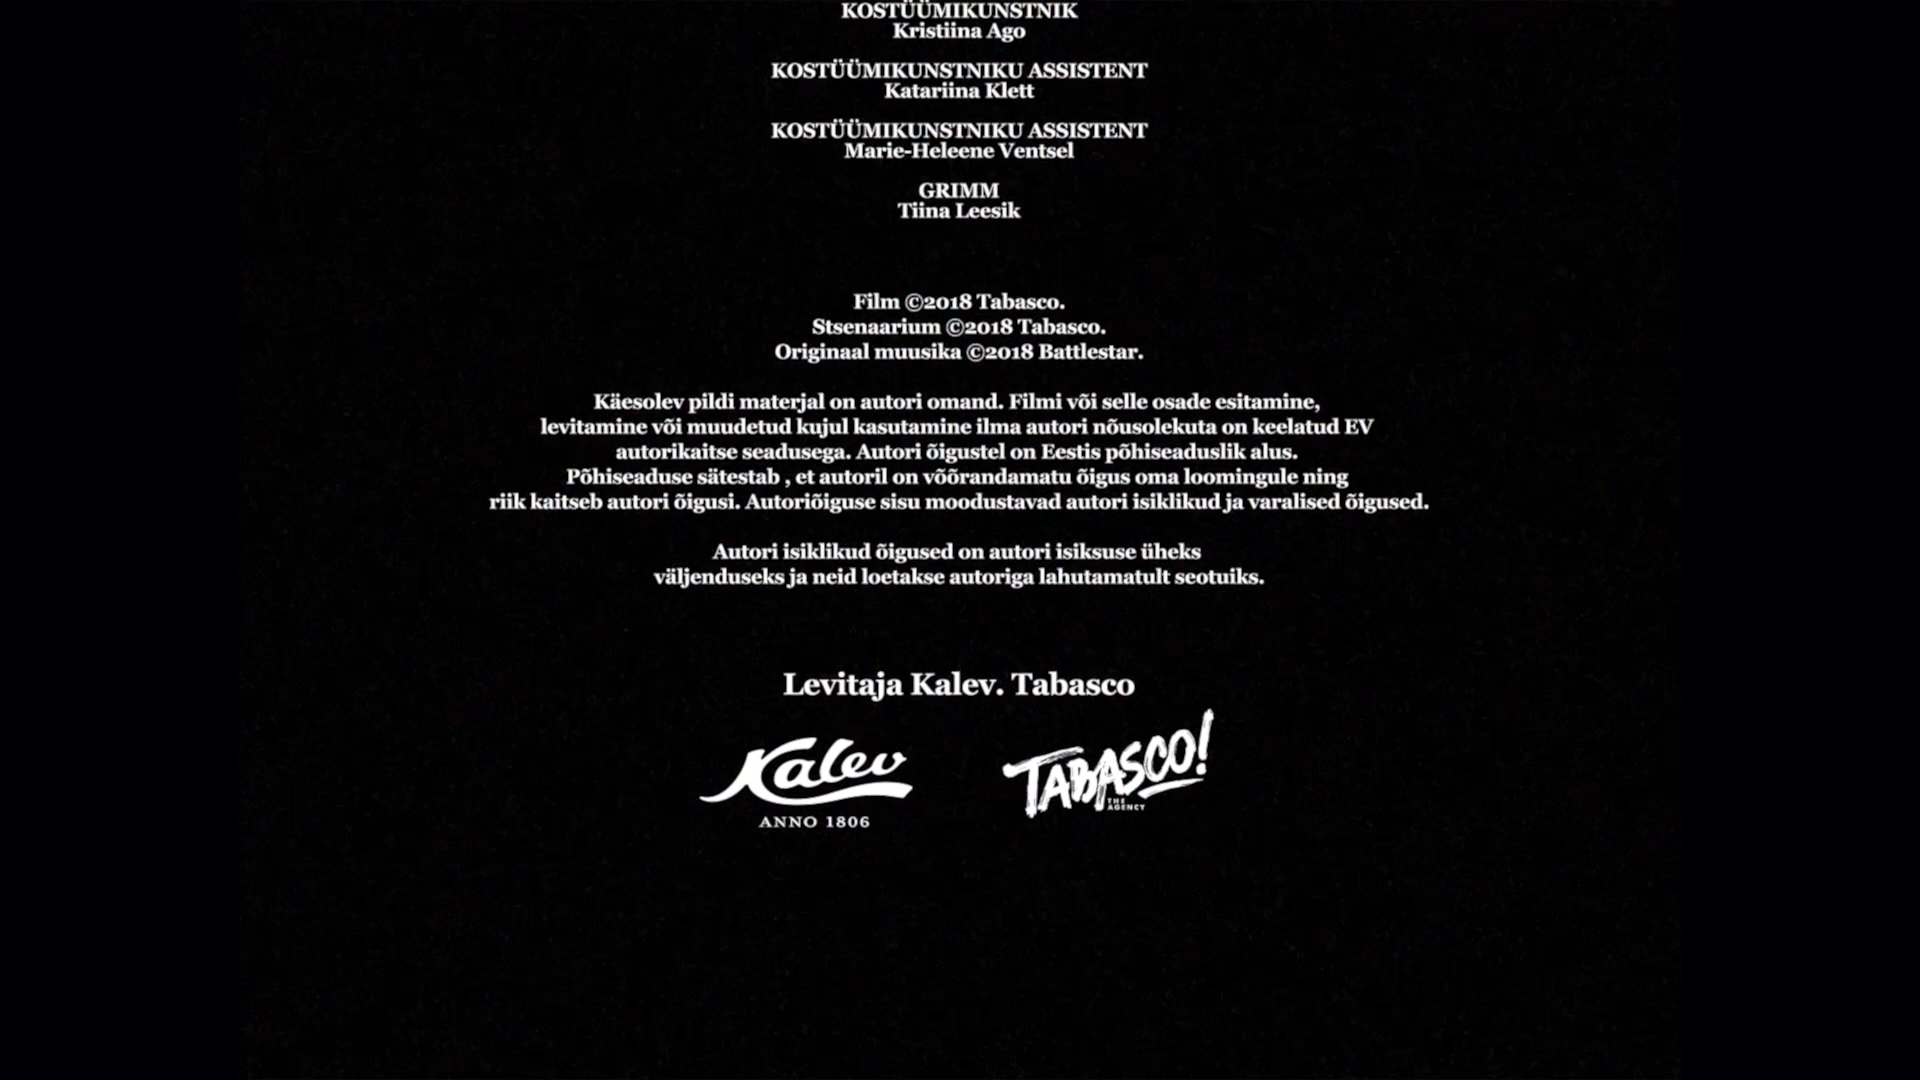 KOSTÜÜMIKUNSTNIK
Kristiina Ago
KOSTÜÜMIKUNSTNIKU ASSISTENT
Katariina Klett
KOSTÜÜMIKUNSTNIKU ASSISTENT
Marie-Heleene Ventsel
GRIMM
Tiina Leesik
Film ©2018 Tabasco.
Stsenaarium ©2018 Tabasco.
Originaal muusika ©2018 Battlestar.
Käesolev pildi materjal on autori omand. Filmi või selle osade esitamine,
levitamine või muudetud kujul kasutamine ilma autori nõusolekuta on keelatud EV
autorikaitse seadusega. Autori õigustel on Eestis põhiseaduslik alus.
Põhiseaduse sätestab , et autoril on võõrandamatu õigus oma loomingule ning
riik kaitseb autori õigusi. Autoriõiguse sisu moodustavad autori isiklikud ja varalised õigused.
Autori isiklikud õigused on autori isiksuse üheks
väljenduseks ja neid loetakse autoriga lahutamatult seotuiks.
Levitaja Kalev. Tabasco
Kalev
ANNO 1806
TABASCO!
THE
AGENCY